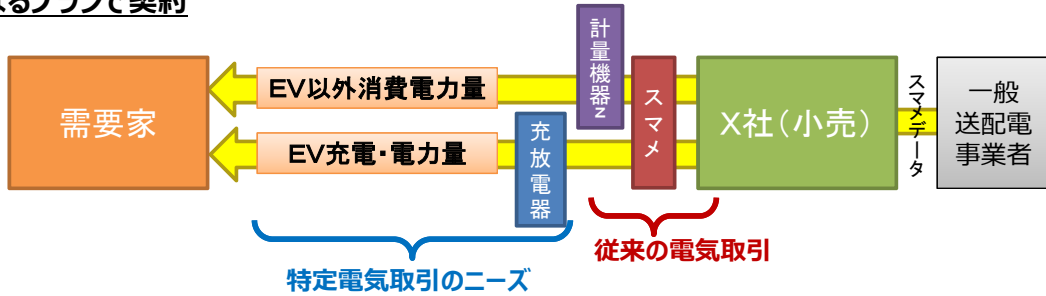 るプランで契約
計量機器z
スマメ
EV以外消費電力量
需要家
X社（小売）
スマメデータ
一般
送配電
事業者
EV充電・電力量
充放電器
従来の電気取引
特定電気取引のニーズ